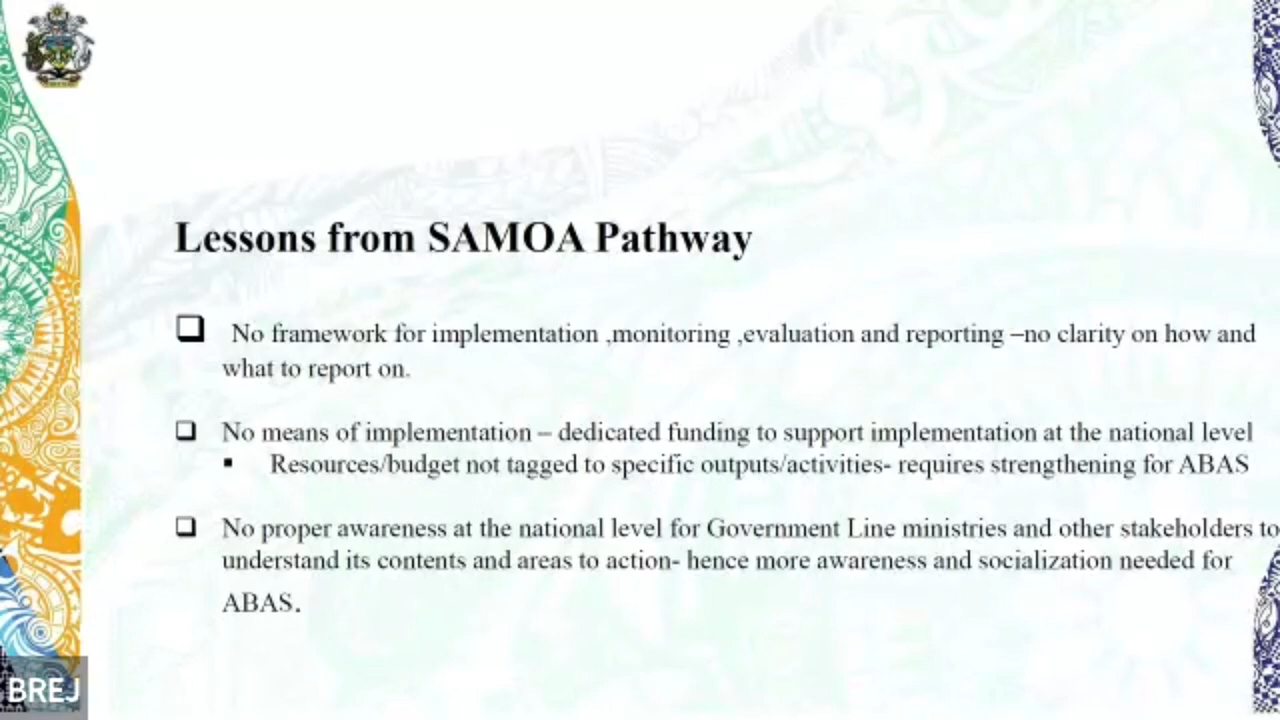 Lessons from SAMOA Pathway
No framework for implementation ,monitoring ,evaluation and reporting –no clarity on how and
what to report on.
No means of implementation – dedicated funding to support implementation at the national level
Resources/budget not tagged to specific outputs/activities- requires strengthening for ABAS
No proper awareness at the national level for Government Line ministries and other stakeholders to
understand its contents and areas to action- hence more awareness and socialization needed for
ABAS.
BREJ